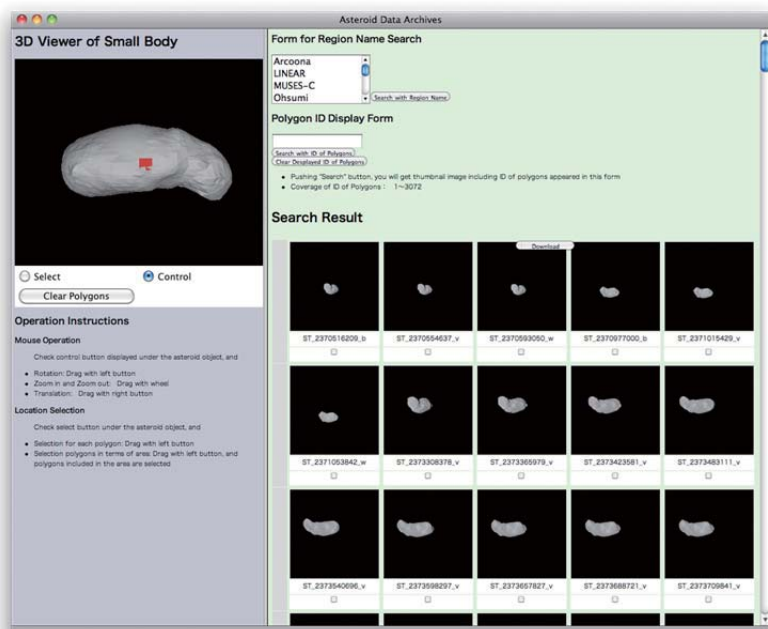 Asteroid Data Archives
3D Viewer of Small Body
Select
Control
Clear Polygons
Operation Instructions
Mouse Operation
Check control button displayed under the asteroid object, and
• Rotation: Drag with left button
• Zoom in and Zoom out: Drag with wheel
• Translation: Drag with right button
Location Selection
Check select button under the asteroid object, and
• Selection for each polygon: Drag with left button
• Selection polygons in terms of area: Drag with left button, and
polygons included in the area are selected
Form for Region Name Search
Arcoona
LINEAR
MUSES-C
Ohsumi
Search with Region Name
Polygon ID Display Form
Search with ID of Polygons
Clear Desplayed ID of Polygons
• Pushing "Search" button, you will get thumbnail image including ID of polygons appeared in this form
• Coverage of ID of Polygons : 1~3072
Search Result
Download
ST_2370516209_b ST_2370554637_v ST_2370593050_w ST_2370977000_b ST_2371015429_v
ST_2371053842_w ST_2373308378_v ST_2373365979_v ST_2373423581_v ST_2373483111_v
ST_2373540696_v ST_2373598297_v ST_2373657827_v ST_2373688721_v ST_2373709841_v